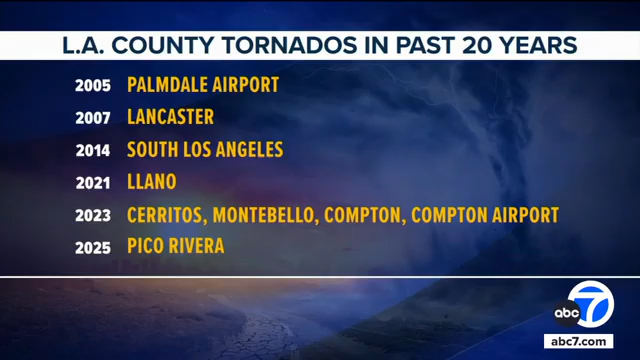 L.A. COUNTY TORNADOS IN PAST 20 YEARS
2005 PALMDALE AIRPORT
2007 LANCASTER
2014 SOUTH LOS ANGELES
2021 LLANO
2023 CERRITOS, MONTEBELLO, COMPTON, COMPTON AIRPORT
2025 PICO RIVERA
abc 7
abc7.com